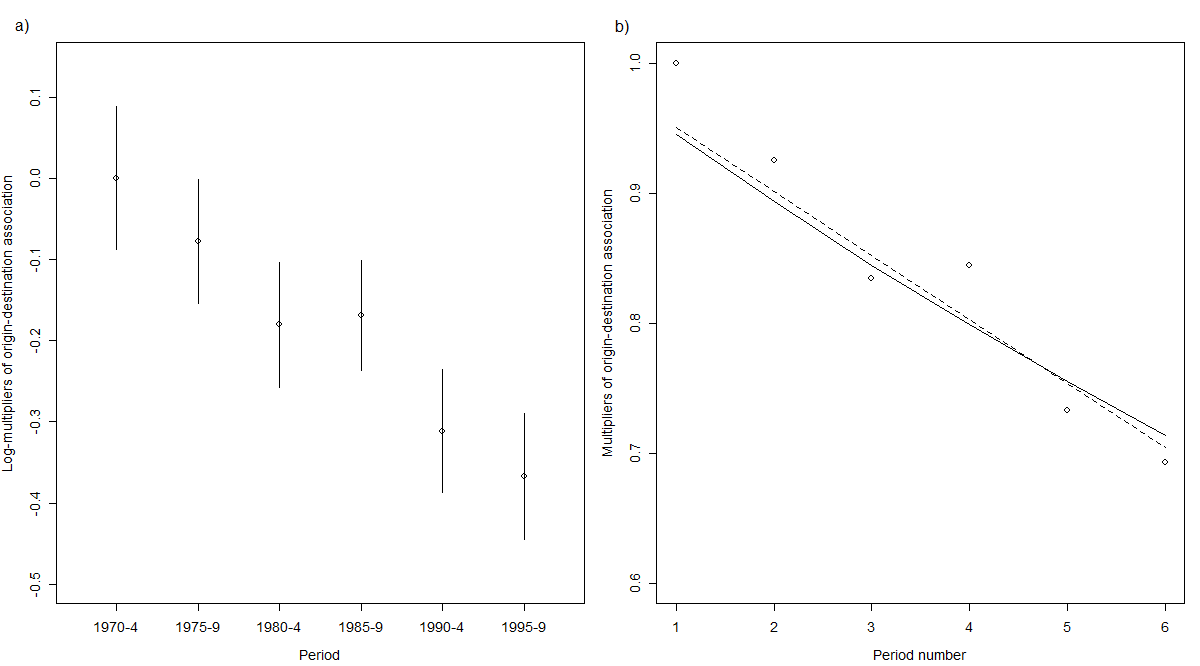 a)
Log-multipliers of origin-destination association
0.1
0.0
-0.1
-0.2
-0.3
-0.4
-0.5
1970-4 1975-9 1980-4 1985-9 1990-4 1995-9
Period
b)
Multipliers of origin-destination association
1.0
0.9
0.8
0.7
0.6
1 2 3 4 5 6
Period number